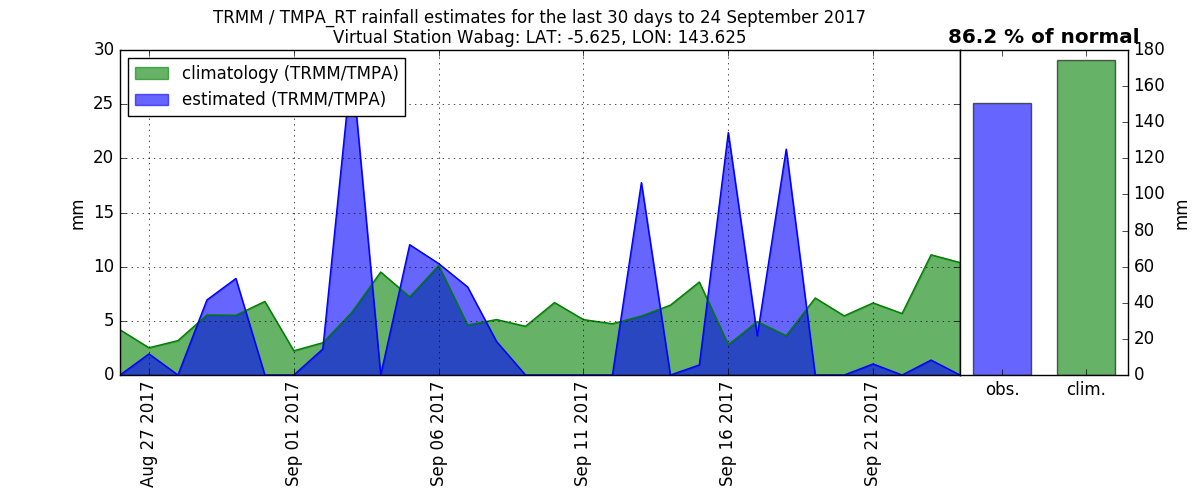 TRMM / TMPA_RT rainfall estimates for the last 30 days to 24 September 2017
Virtual Station Wabag: LAT: -5.625, LON: 143.625
86.2 % of normal
climatology (TRMM/TMPA)
estimated (TRMM/TMPA)
mm
30
25
20
15
10
5
0
Aug 27 2017
Sep 01 2017
Sep 06 2017
Sep 11 2017
Sep 16 2017
Sep 21 2017
obs.
clim.
180
160
140
120
100
80
60
40
20
0
mm